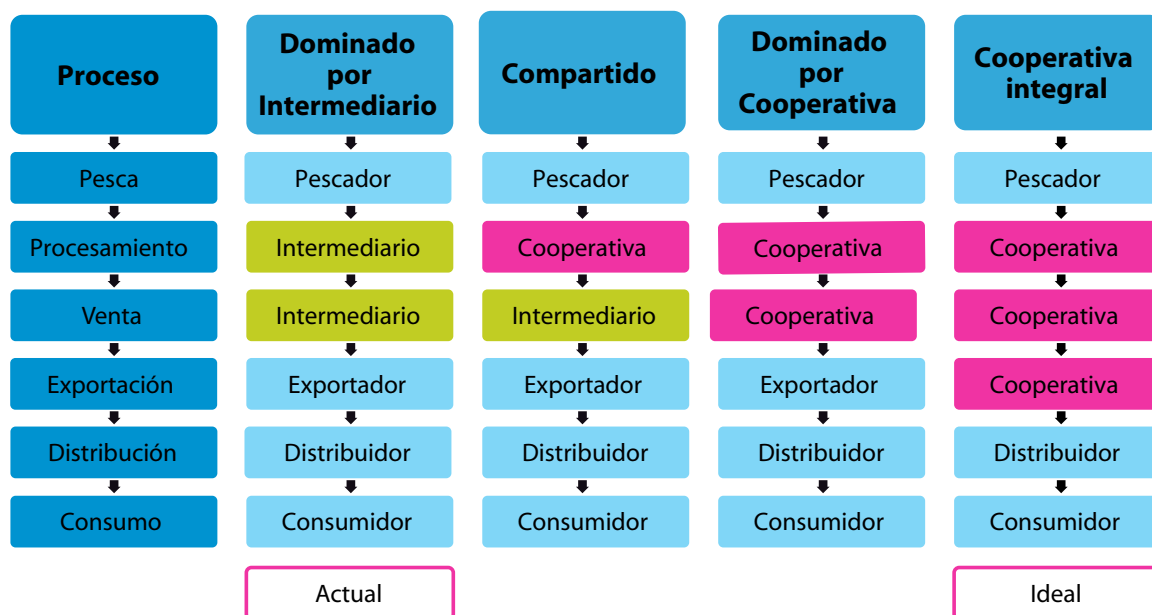 Proceso
Dominado
por
Intermediario
Compartido
Dominado
por
Cooperativa
Cooperativa
integral
Pesca
Pescador
Pescador
Pescador
Pescador
Procesamiento
Intermediario
Cooperativa
Cooperativa
Cooperativa
Venta
Intermediario
Intermediario
Cooperativa
Cooperativa
Exportación
Exportador
Exportador
Exportador
Cooperativa
Distribución
Distribuidor
Distribuidor
Distribuidor
Distribuidor
Consumo
Consumidor
Consumidor
Consumidor
Consumidor
Actual
Ideal